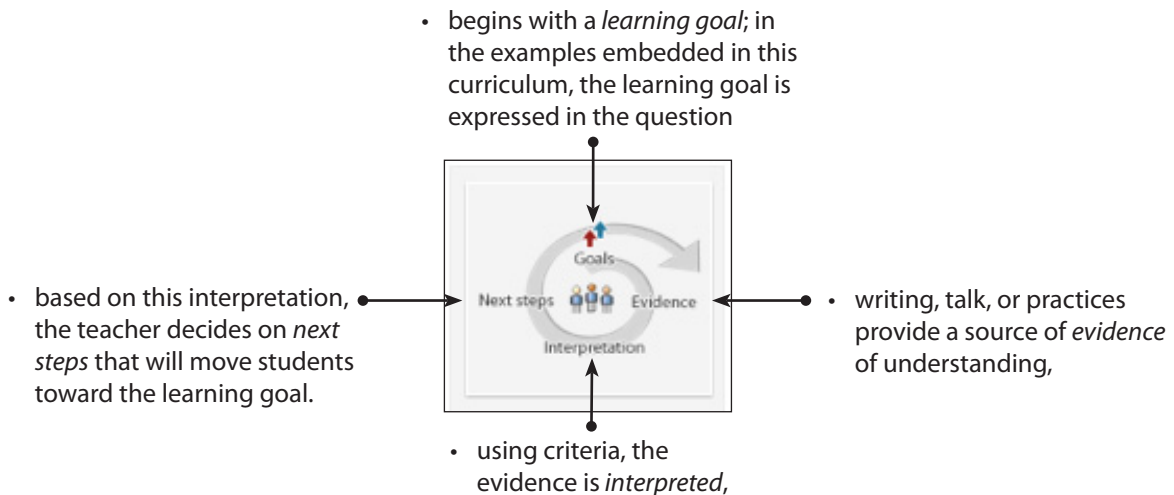 • begins with a learning goal; in
the examples embedded in this
curriculum, the learning goal is
expressed in the question
Goals
Next steps
Evidence
Interpretation
• based on this interpretation,
the teacher decides on next
steps that will move students
toward the learning goal.
• writing, talk, or practices
provide a source of evidence
of understanding,
• using criteria, the
evidence is interpreted,